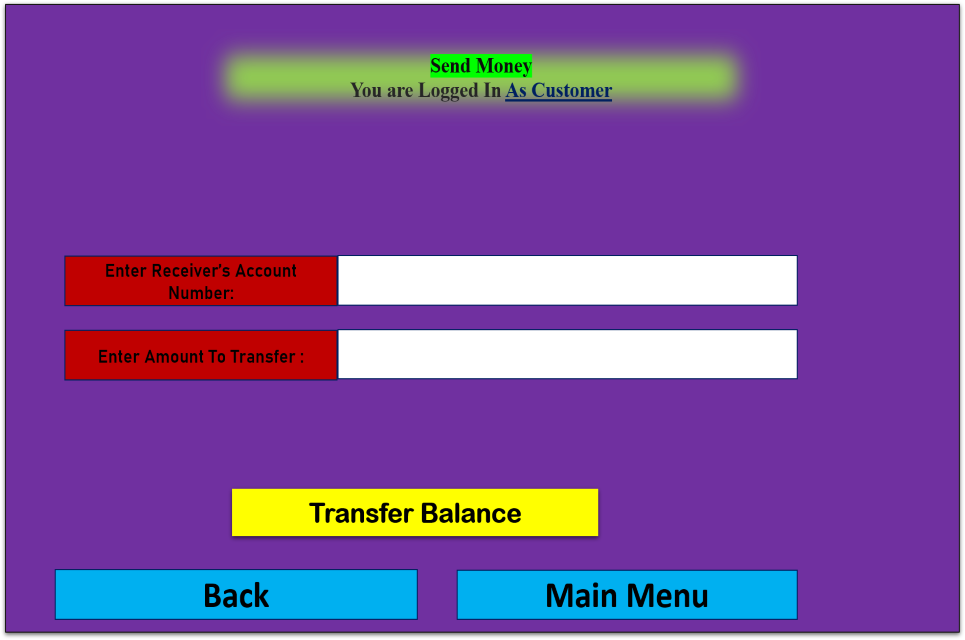 Send Money
You are Logged In As Customer
Enter Receiver's Account
Number:
Enter Amount To Transfer :
Transfer Balance
Back
Main Menu